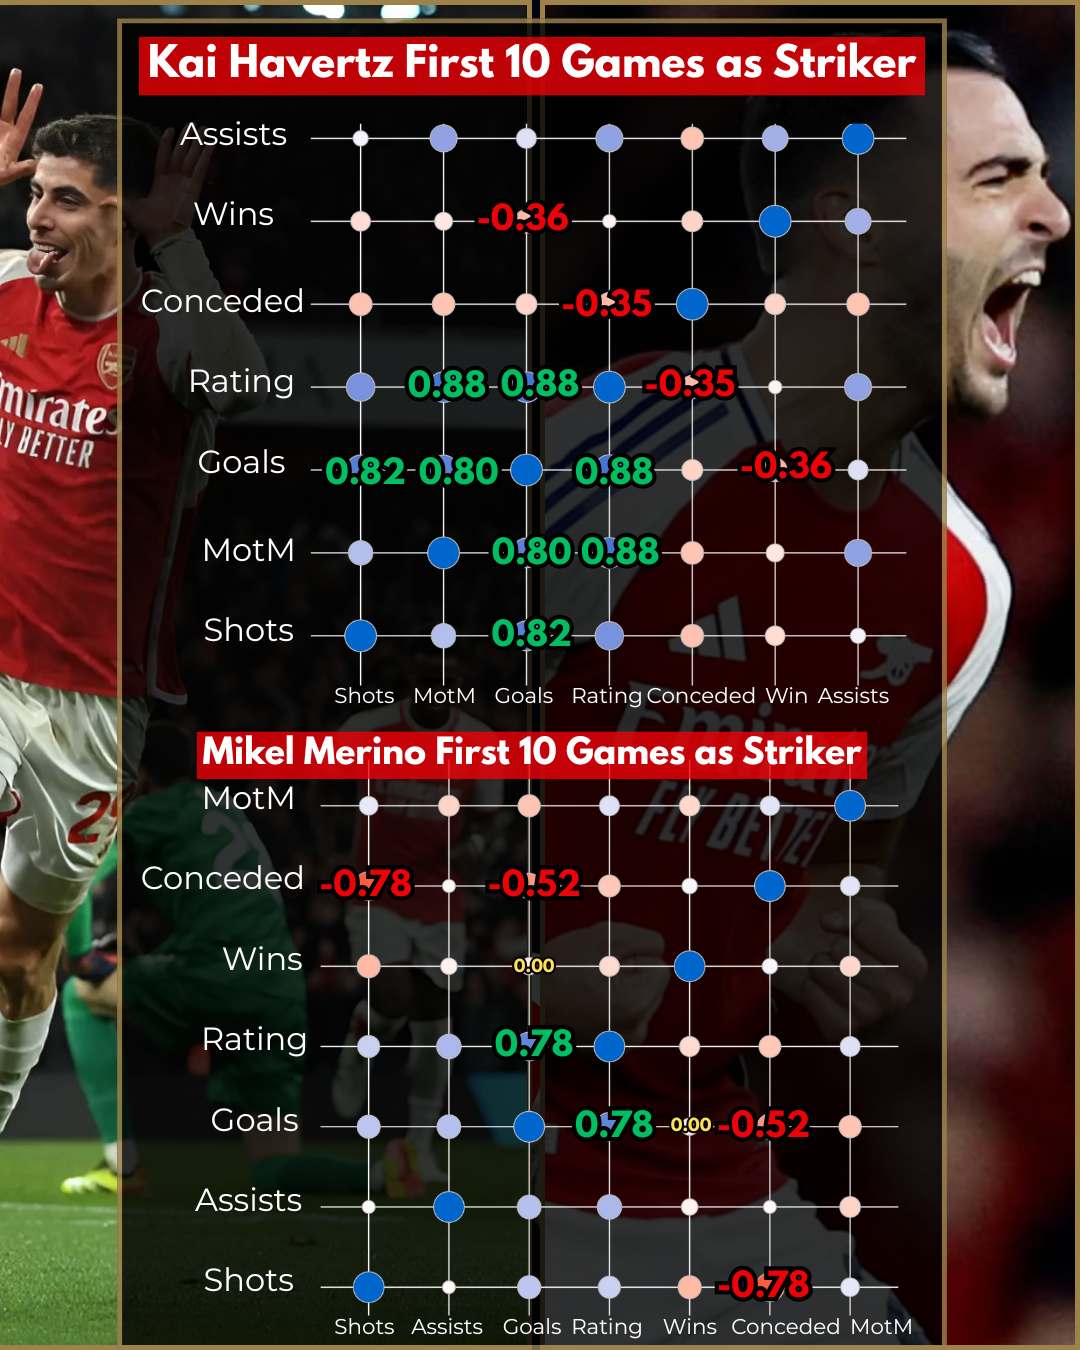 Kai Havertz First 10 Games as Striker
Assists
Wins -0.36
Conceded -0.35
Rating 0.88 0.88 -0.35
Goals 0.82 0.80 0.88 -0.36
MotM 0.80 0.88
Shots 0.82
Shots MotM Goals Rating Conceded Win Assists
Mikel Merino First 10 Games as Striker
MotM
Conceded -0.78 -0.52
Wins 0.00
Rating 0.78
Goals 0.78 0.00 -0.52
Assists
Shots -0.78
Shots Assists Goals Rating Wins Conceded MotM
FLY BETTER